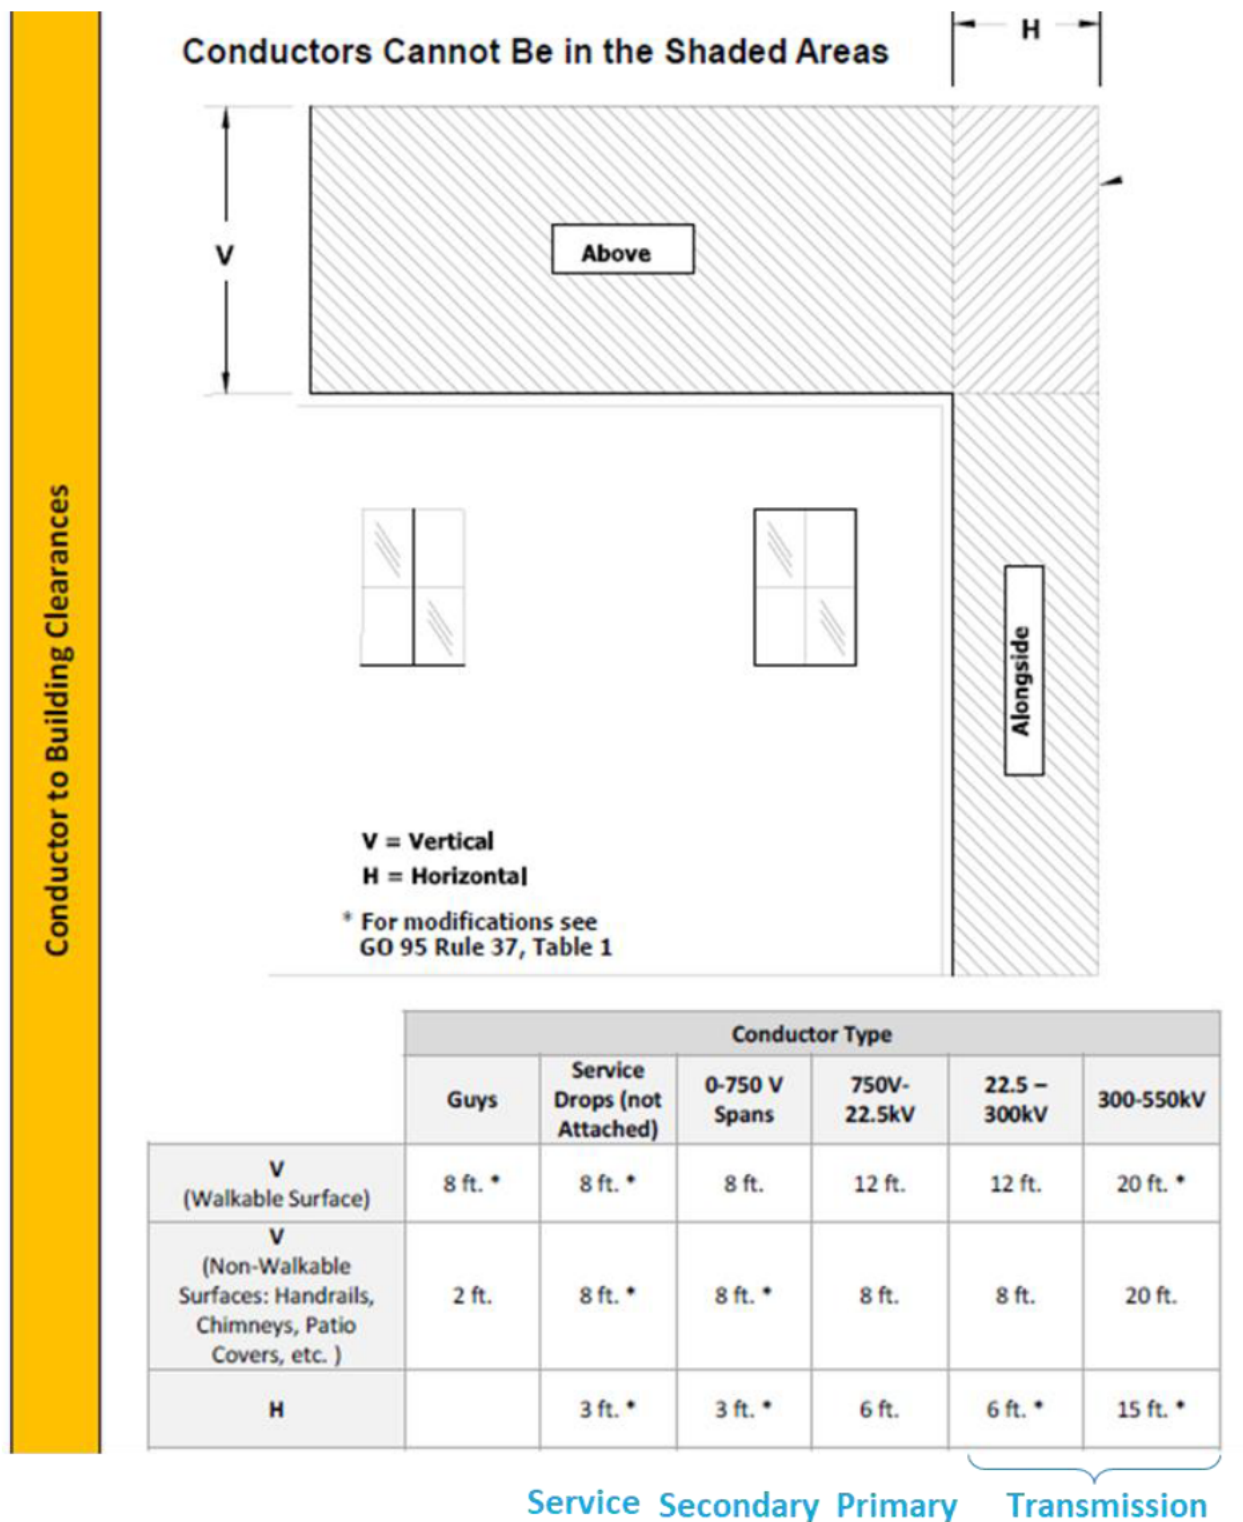 Conductor to Building Clearances
Conductors Cannot Be in the Shaded Areas
H
V
Above
Alongside
V = Vertical
H = Horizontal
* For modifications see
GO 95 Rule 37, Table 1
Conductor Type
Guys
Service
Drops (not
Attached)
0-750 V
Spans
750V-
22.5kV
22.5 –
300kV
300-550kV
V
(Walkable Surface)
8 ft. *
8 ft. *
8 ft.
12 ft.
12 ft.
20 ft. *
V
(Non-Walkable
Surfaces: Handrails,
Chimneys, Patio
Covers, etc. )
2 ft.
8 ft. *
8 ft. *
8 ft.
8 ft.
20 ft.
H
3 ft. *
3 ft. *
6 ft.
6 ft. *
15 ft. *
Service Secondary Primary Transmission